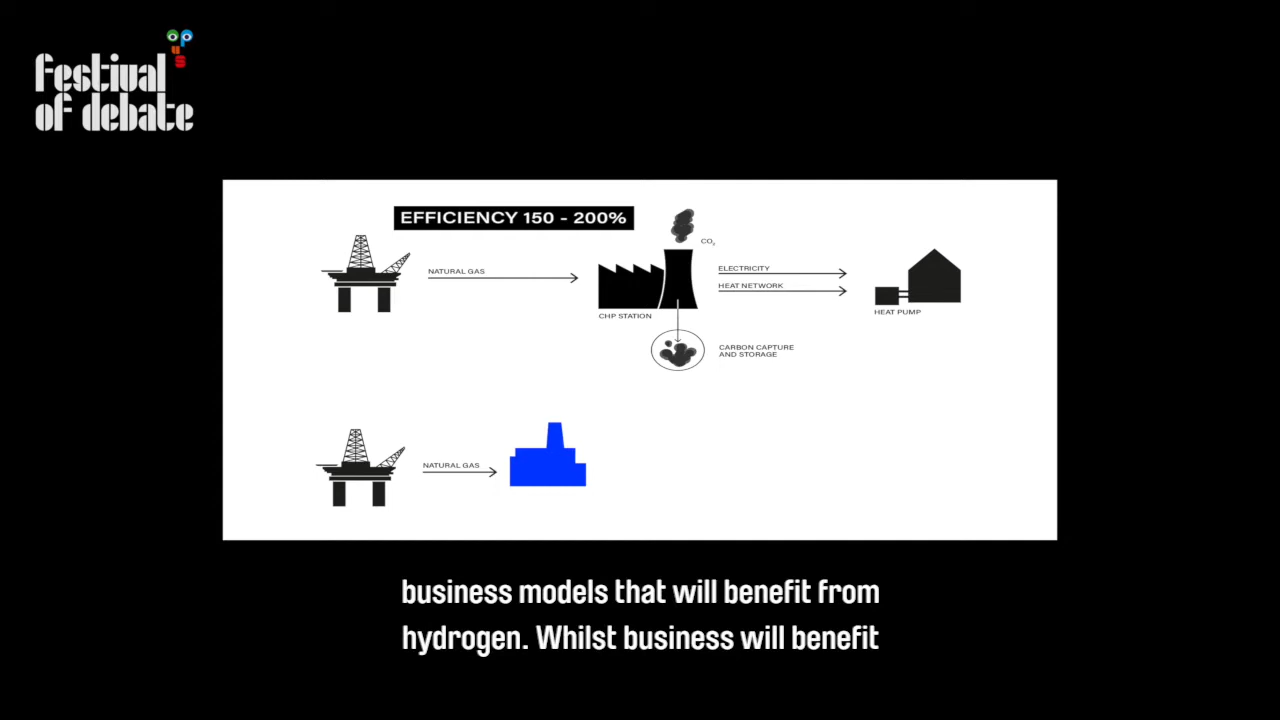 festival
of debate
opus
EFFICIENCY 150 - 200%
CO₂
NATURAL GAS
ELECTRICITY
HEAT NETWORK
CHP STATION
HEAT PUMP
CARBON CAPTURE
AND STORAGE
NATURAL GAS
business models that will benefit from
hydrogen. Whilst business will benefit